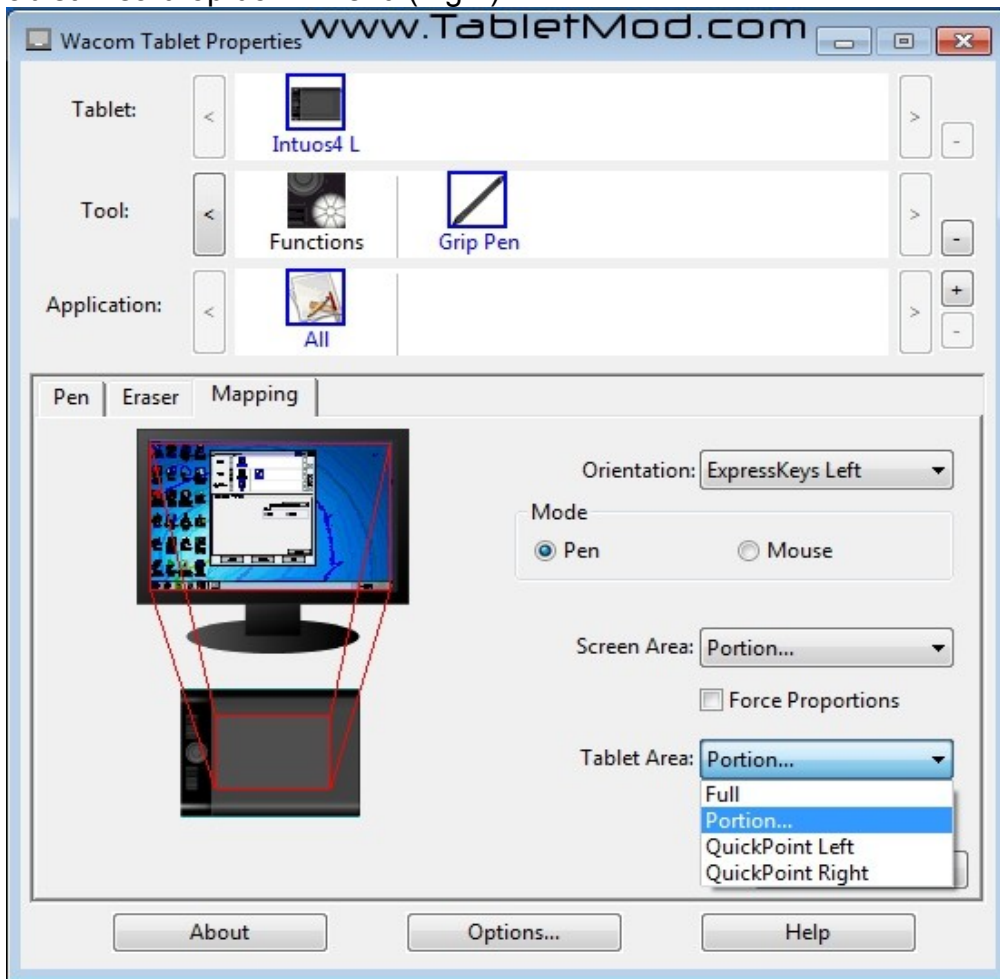 Wacom Tablet Properties www.TabletMod.com
Tablet:
<
Intuos4 L
>
-
Tool:
<
Functions
Grip Pen
>
-
Application:
<
All
>
+
-
Pen
Eraser
Mapping
Orientation: ExpressKeys Left
Mode
Pen
Mouse
Screen Area: Portion...
Force Proportions
Tablet Area: Portion...
Full
Portion...
QuickPoint Left
QuickPoint Right
About
Options...
Help